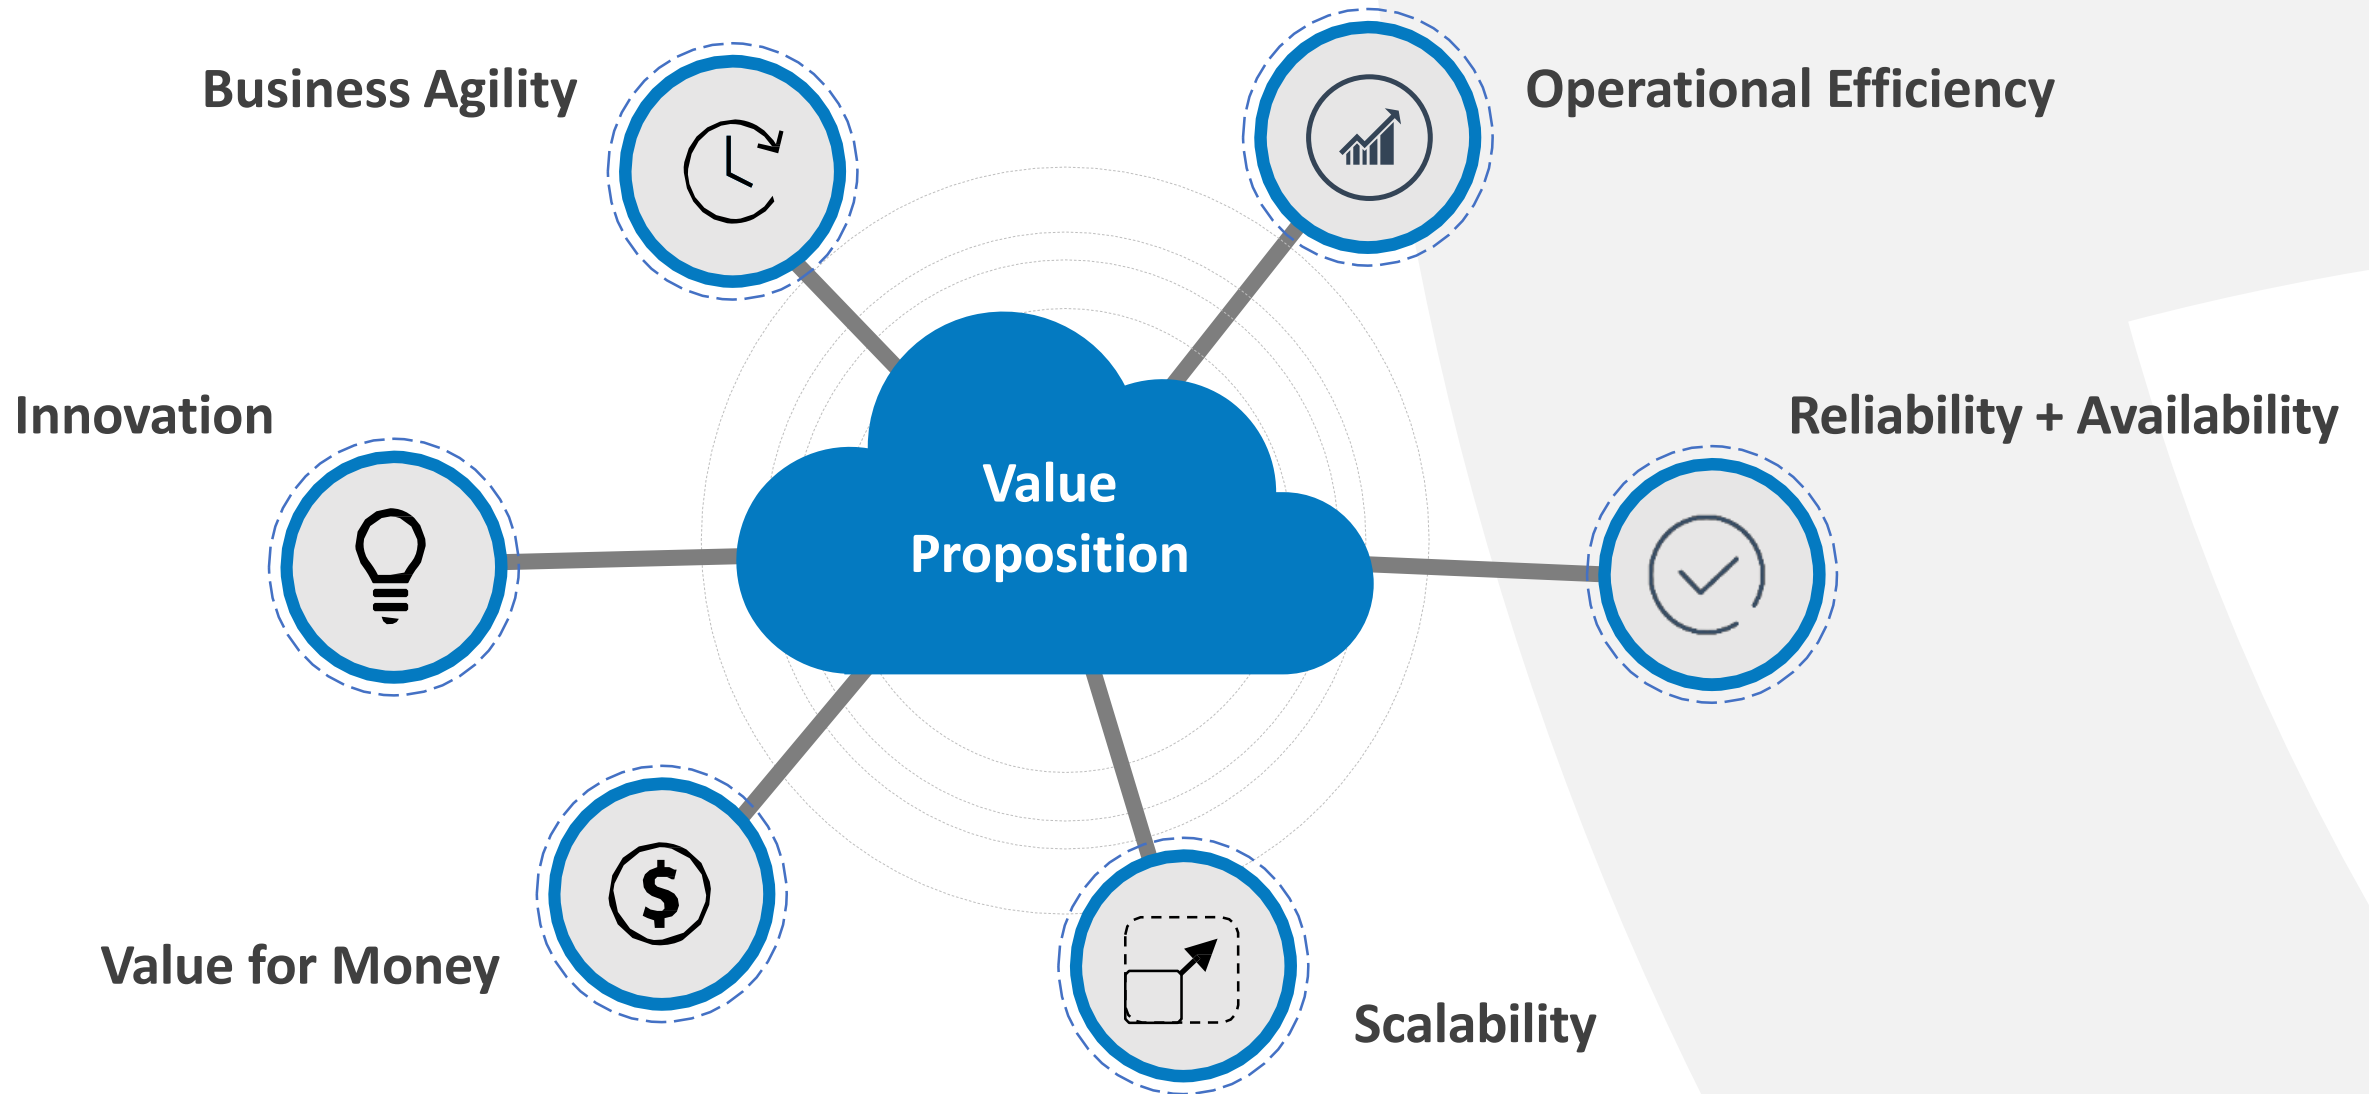 Business Agility
Operational Efficiency
Innovation
Reliability + Availability
Value
Proposition
$
Value for Money
Scalability